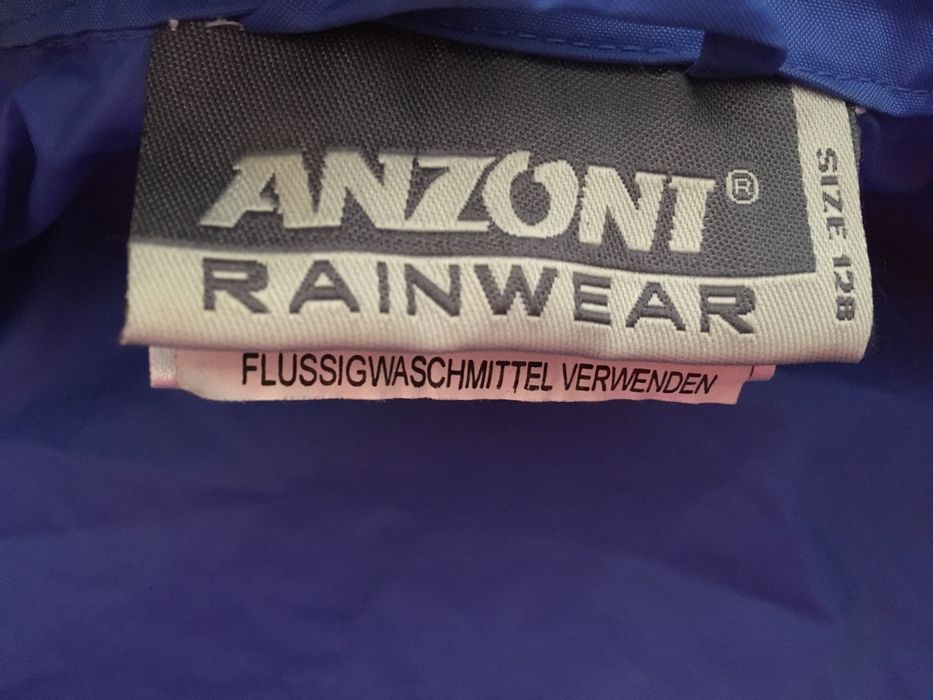 ANZONI®
RAINWEAR
SIZE 128
FLUSSIGWASCHMITTEL VERWENDEN